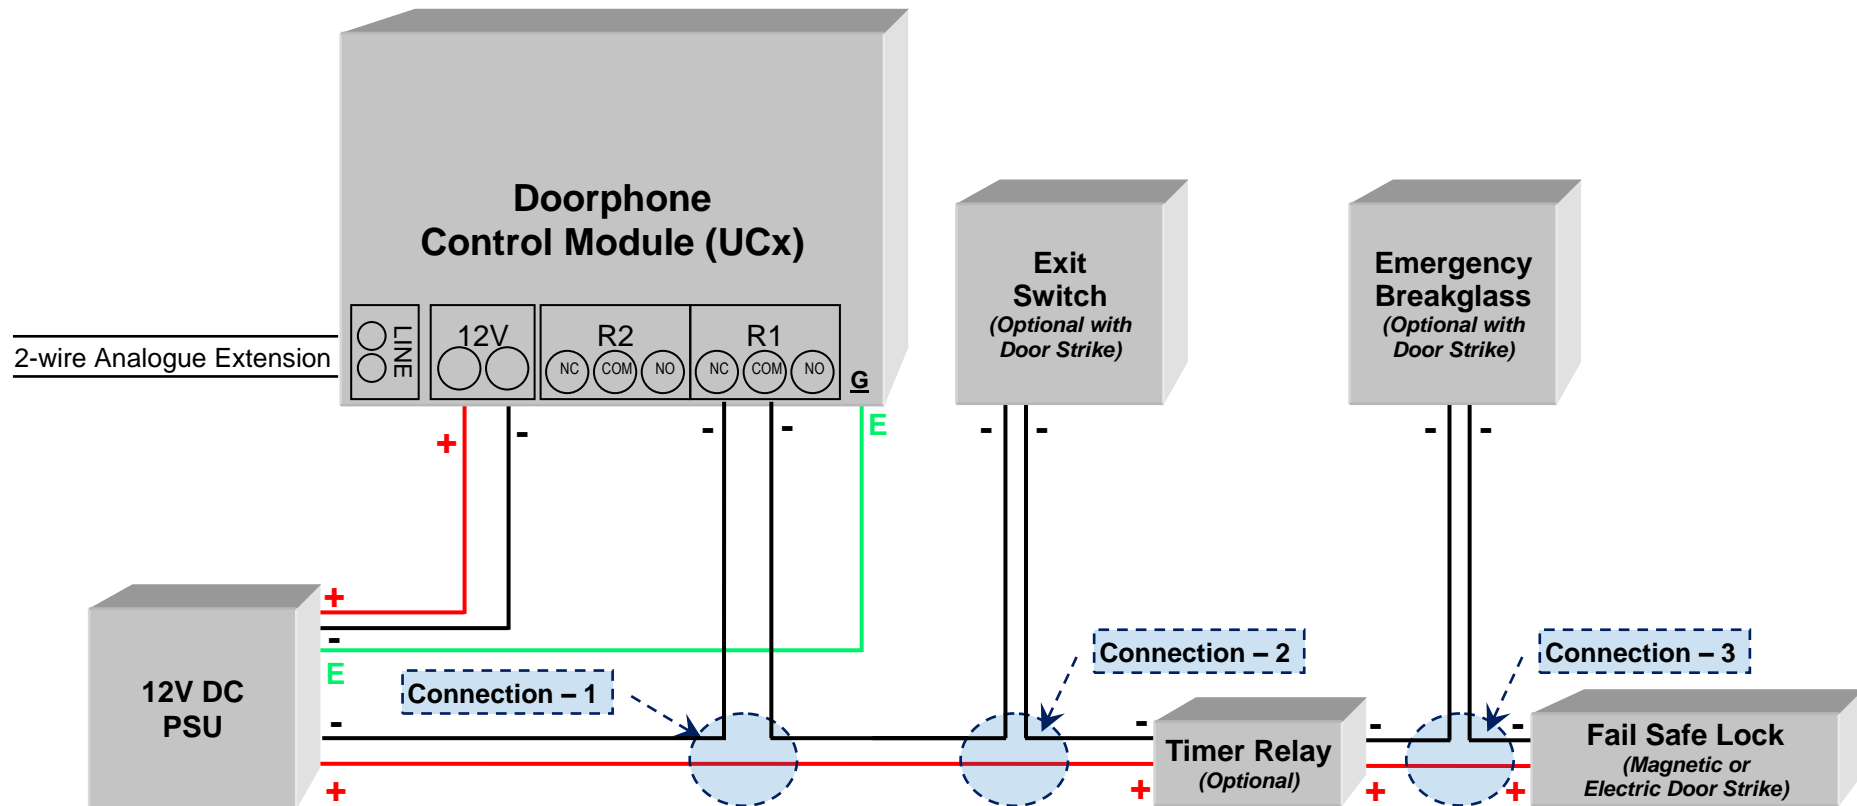 Doorphone
Control Module (UCx)
LINE
12V
R2
R1
NC COM NO
NC COM NO
G
2-wire Analogue Extension
+
-
-
-
E
Exit
Switch
(Optional with
Door Strike)
-
-
Emergency
Breakglass
(Optional with
Door Strike)
-
-
+
-
E
12V DC
PSU
-
+
Connection – 1
Connection – 2
Connection – 3
-
+
Timer Relay
(Optional)
-
+
-
+
Fail Safe Lock
(Magnetic or
Electric Door Strike)